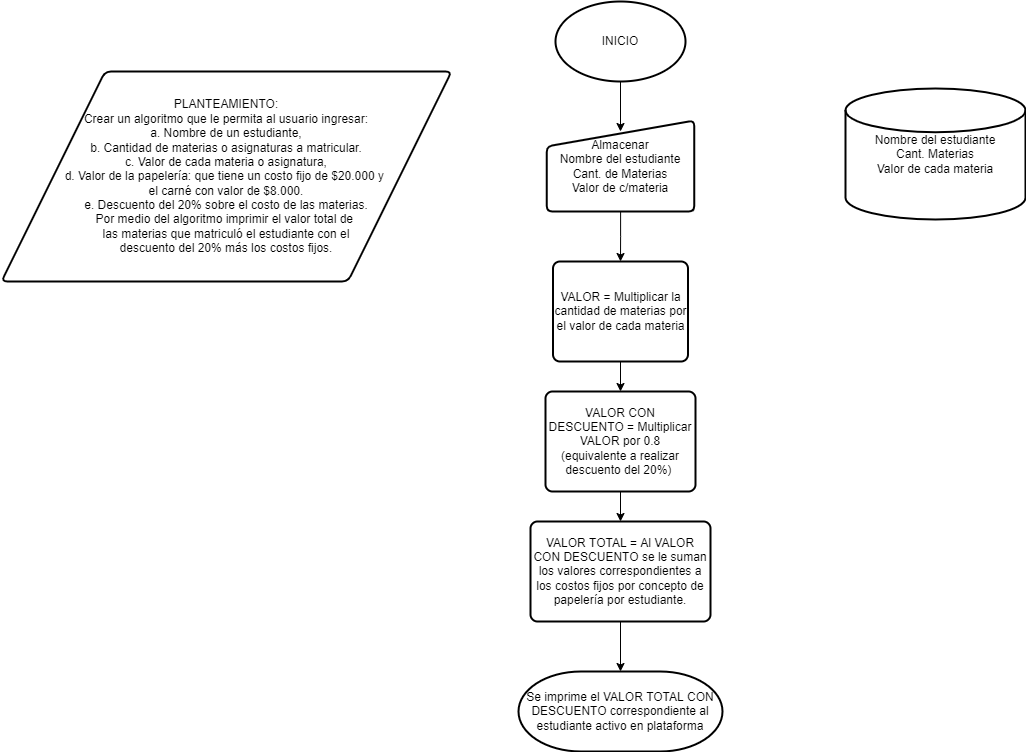 INICIO
PLANTEAMIENTO:
Crear un algoritmo que le permita al usuario ingresar:
a. Nombre de un estudiante,
b. Cantidad de materias o asignaturas a matricular.
c. Valor de cada materia o asignatura,
d. Valor de la papelería: que tiene un costo fijo de $20.000 y
el carné con valor de $8.000.
e. Descuento del 20% sobre el costo de las materias.
Por medio del algoritmo imprimir el valor total de
las materias que matriculó el estudiante con el
descuento del 20% más los costos fijos.
Almacenar
Nombre del estudiante
Cant. de Materias
Valor de c/materia
Nombre del estudiante
Cant. Materias
Valor de cada materia
VALOR = Multiplicar la
cantidad de materias por
el valor de cada materia
VALOR CON
DESCUENTO = Multiplicar
VALOR por 0.8
(equivalente a realizar
descuento del 20%)
VALOR TOTAL = Al VALOR
CON DESCUENTO se le suman
los valores correspondientes a
los costos fijos por concepto de
papelería por estudiante.
Se imprime el VALOR TOTAL CON
DESCUENTO correspondiente al
estudiante activo en plataforma